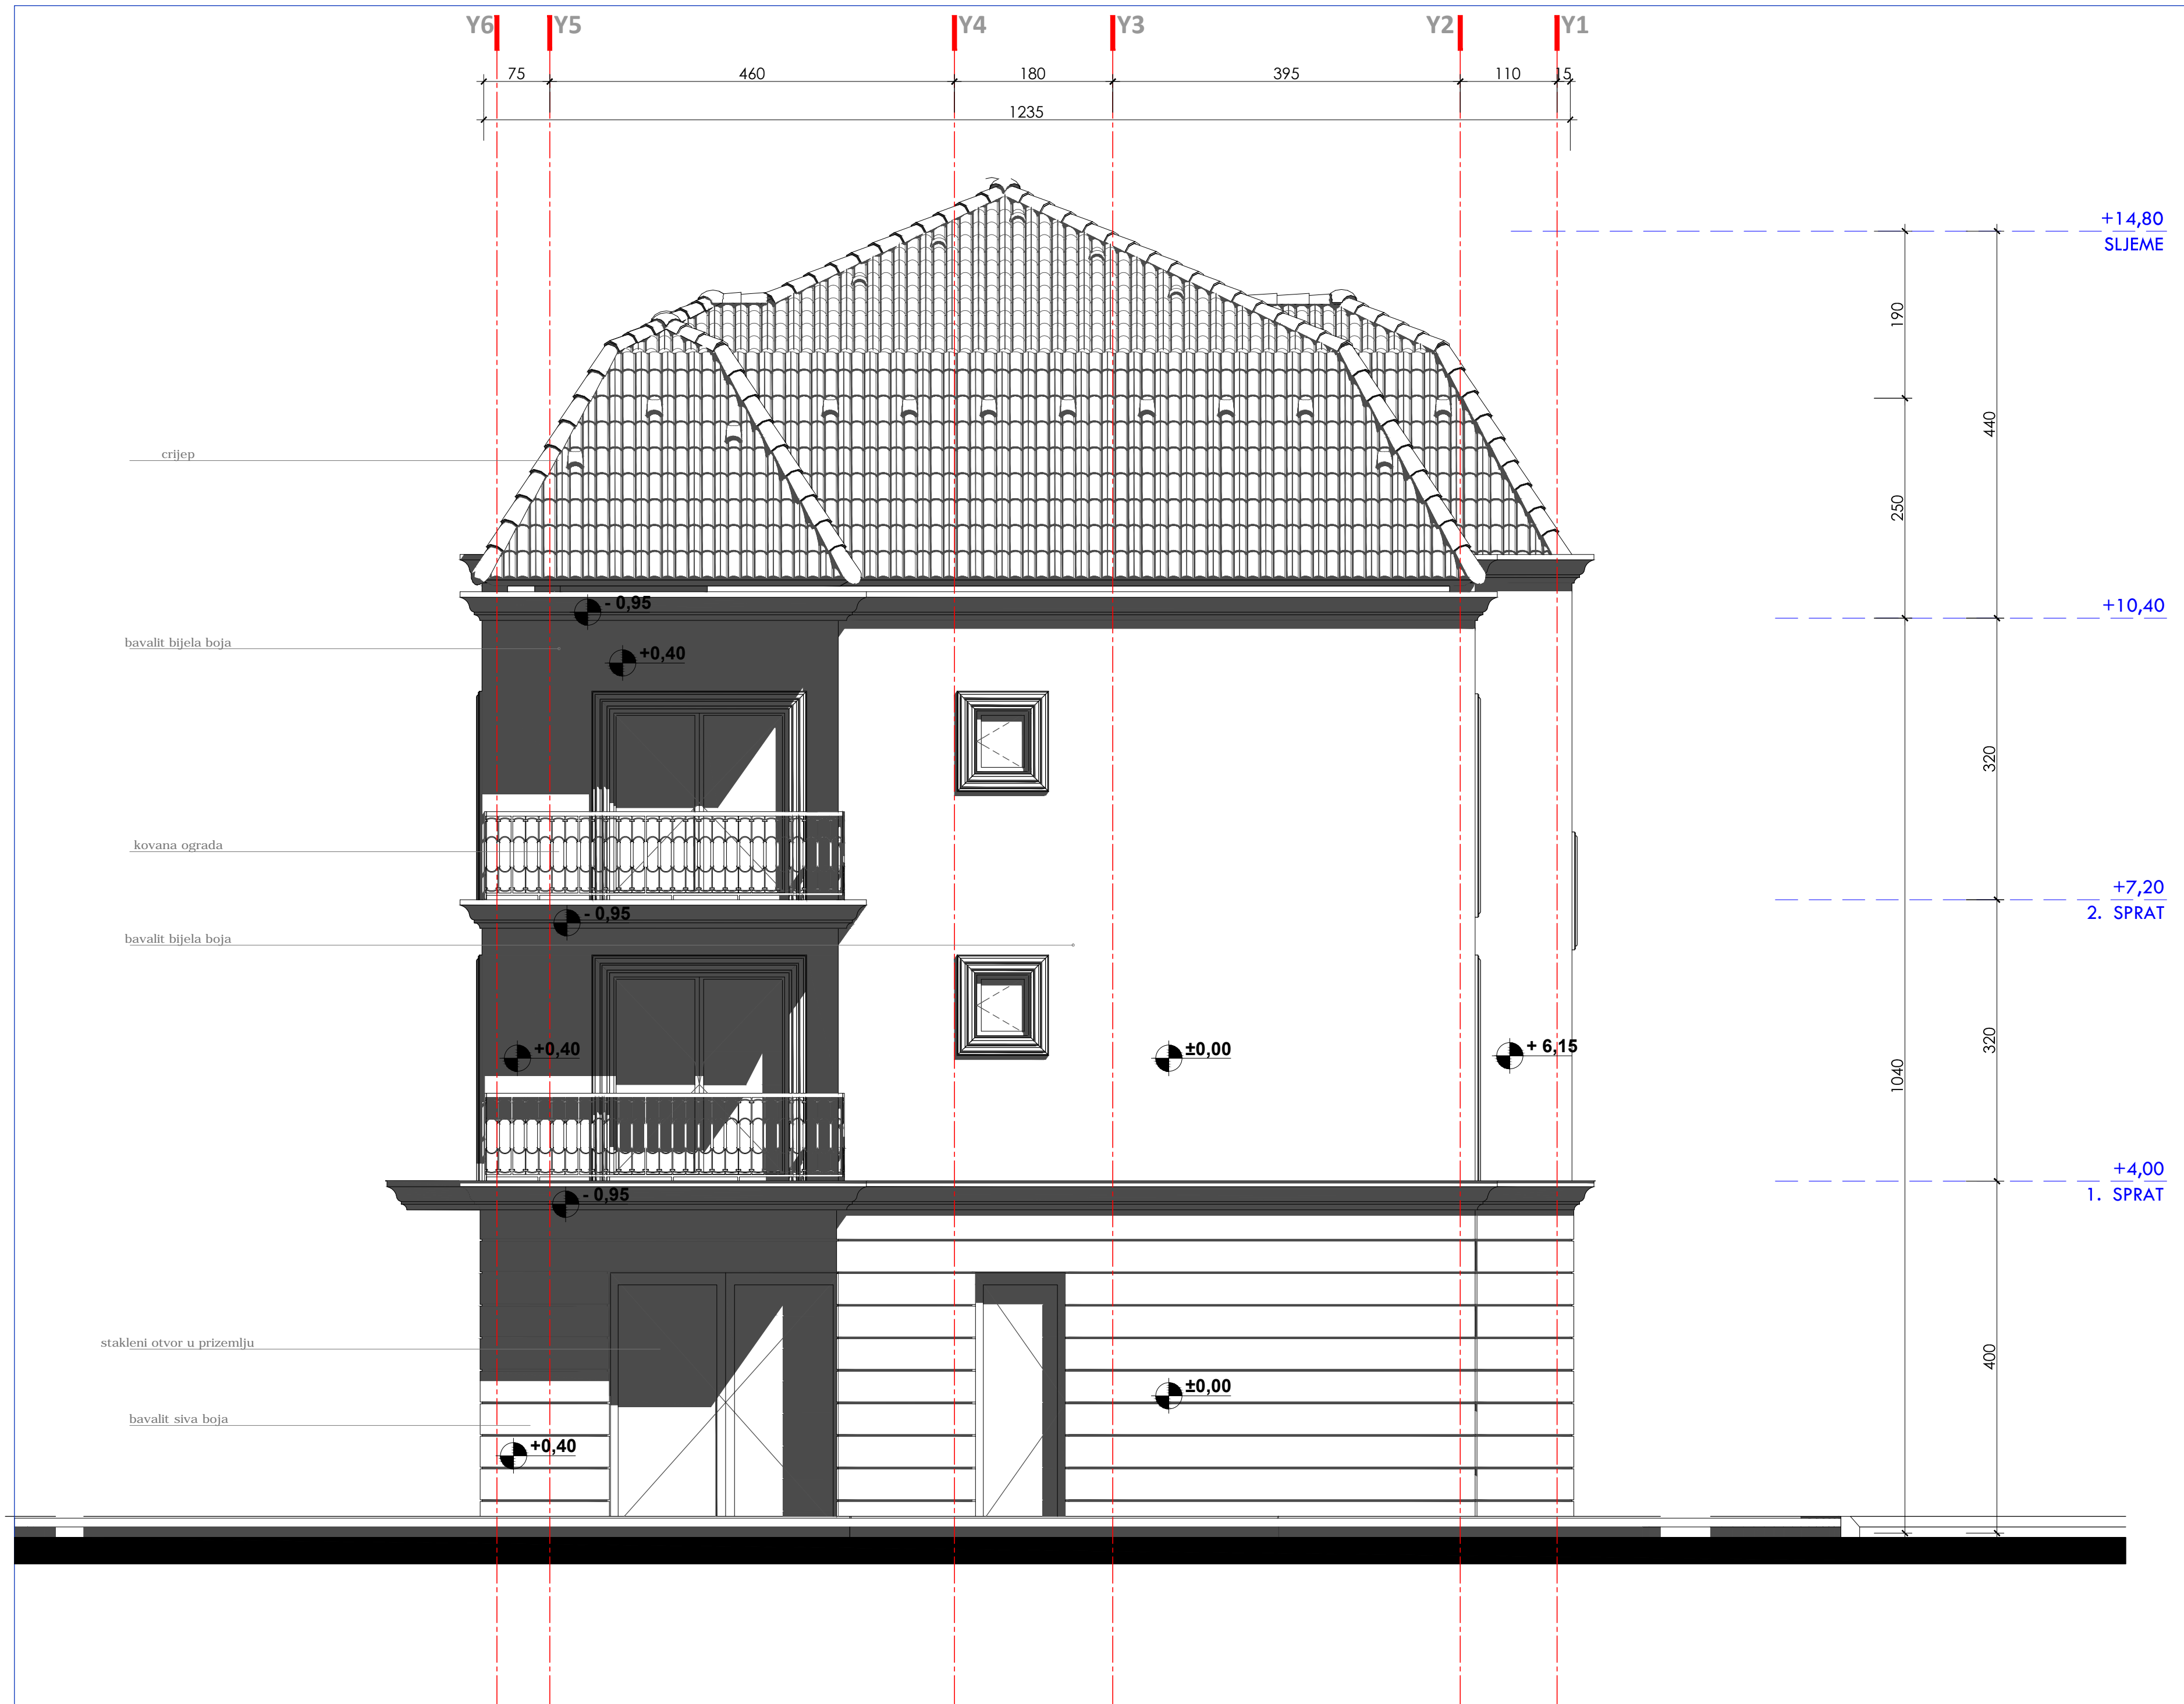 Y6 Y5 Y4 Y3 Y2 Y1
75 460 180 395 110 15
1235
+14,80
SLJEME
190
440
crijep
250
- 0,95
+10,40
bavalit bijela boja
+0,40
320
kovana ograda
+7,20
- 0,95
2. SPRAT
bavalit bijela boja
+0,40
±0,00
+ 6,15
320
1040
+4,00
- 0,95
1. SPRAT
stakleni otvor u prizemlju
400
±0,00
bavalit siva boja
+0,40